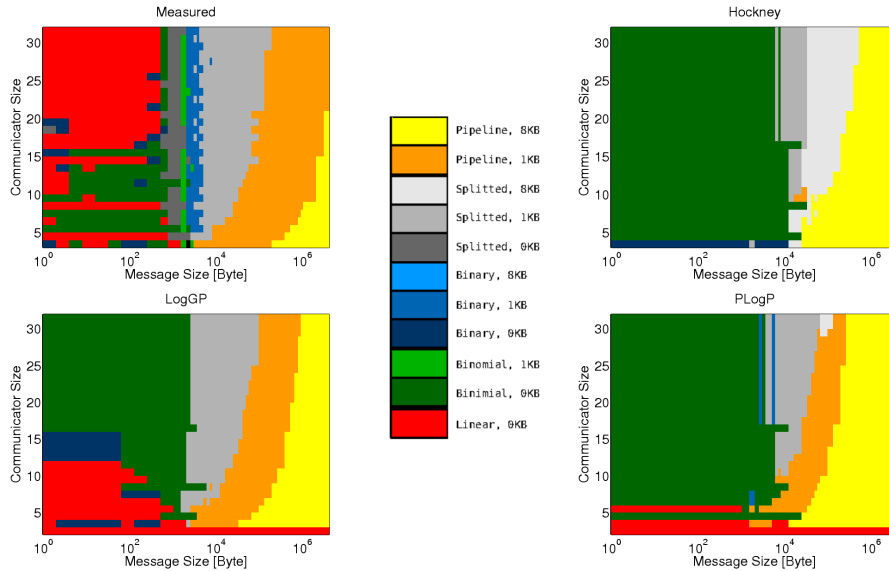 Measured
Communicator Size
30
25
20
15
10
5
10^0
10^2
10^4
10^6
Message Size [Byte]
Hockney
Communicator Size
30
25
20
15
10
5
10^0
10^2
10^4
10^6
Message Size [Byte]
Pipeline, 8KB
Pipeline, 1KB
Splitted, 8KB
Splitted, 1KB
Splitted, 0KB
Binary, 8KB
Binary, 1KB
Binary, 0KB
Binomial, 1KB
Binimial, 0KB
Linear, 0KB
LogGP
Communicator Size
30
25
20
15
10
5
10^0
10^2
10^4
10^6
Message Size [Byte]
PLogP
Communicator Size
30
25
20
15
10
5
10^0
10^2
10^4
10^6
Message Size [Byte]